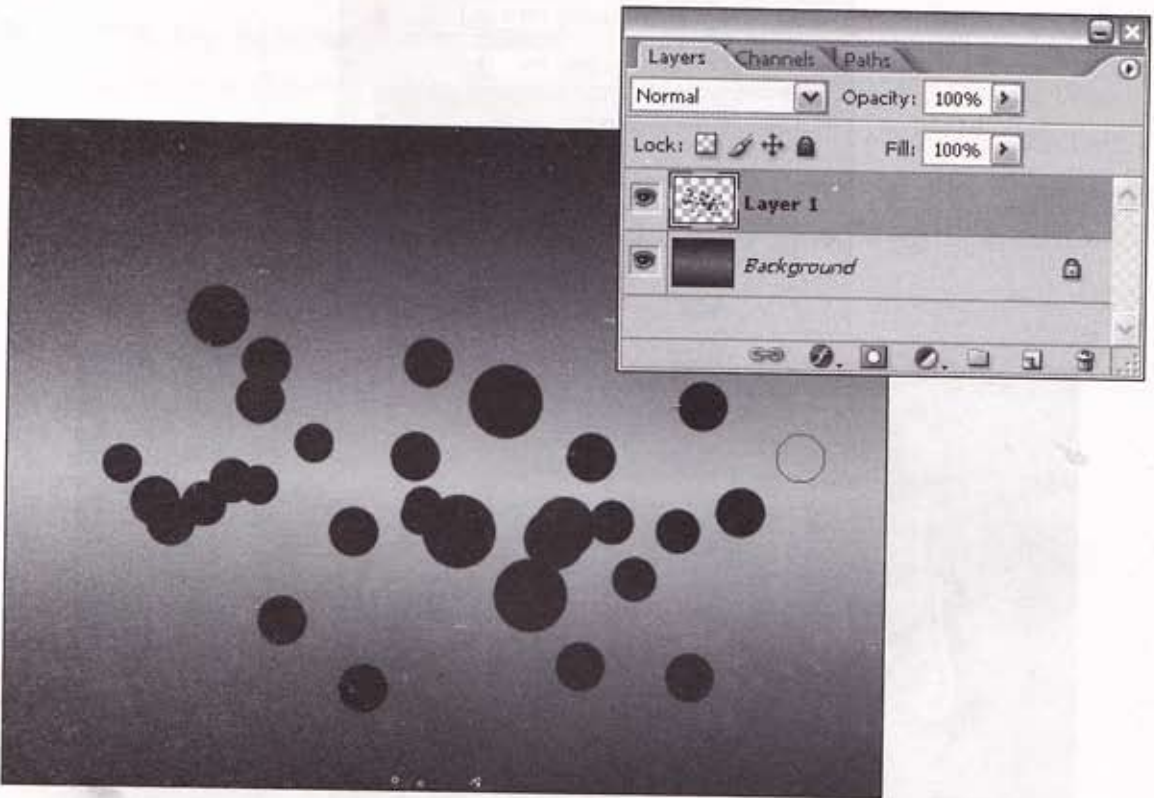 Layers Channels Paths
Normal Opacity: 100%
Lock: Fill: 100%
Layer 1
Background